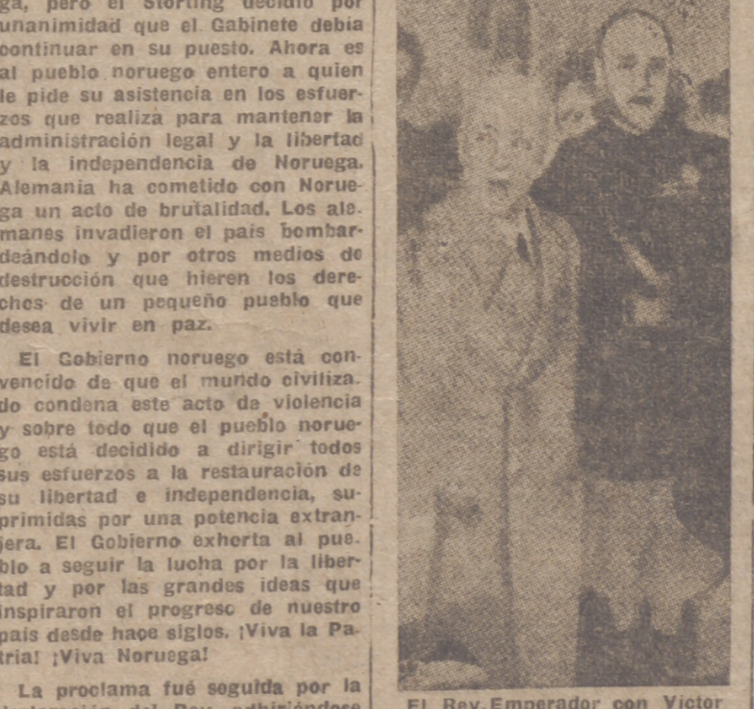 ga, pero el Storting decidió por
unanimidad que el Gabinete debía
continuar en su puesto. Ahora es
al pueblo noruego entero a quien
le pide su asistencia en los esfuer-
zos que realiza para mantener la
administración legal y la libertad
y la independencia de Noruega.
Alemania ha cometido con Norue-
ga un acto de brutalidad. Los ale-
manes invadieron el país bombar-
deándolo y por otros medios de
destrucción que hieren los dere-
chos de un pequeño pueblo que
desea vivir en paz.
El Gobierno noruego está con-
vencido de que el mundo civiliza-
do condena este acto de violencia
y sobre todo que el pueblo norue-
go está decidido a dirigir todos
sus esfuerzos a la restauración de
su libertad e independencia, su-
primidas por una potencia extran-
jera. El Gobierno exhorta al pue-
blo a seguir la lucha por la liber-
tad y por las grandes ideas que
inspiraron el progreso de nuestro
país desde hace siglos. ¡Viva la Pa-
tria! ¡Viva Noruega!
La proclama fué seguida por la
del Rey, adhiriéndose
El Rey Emperador con Víctor